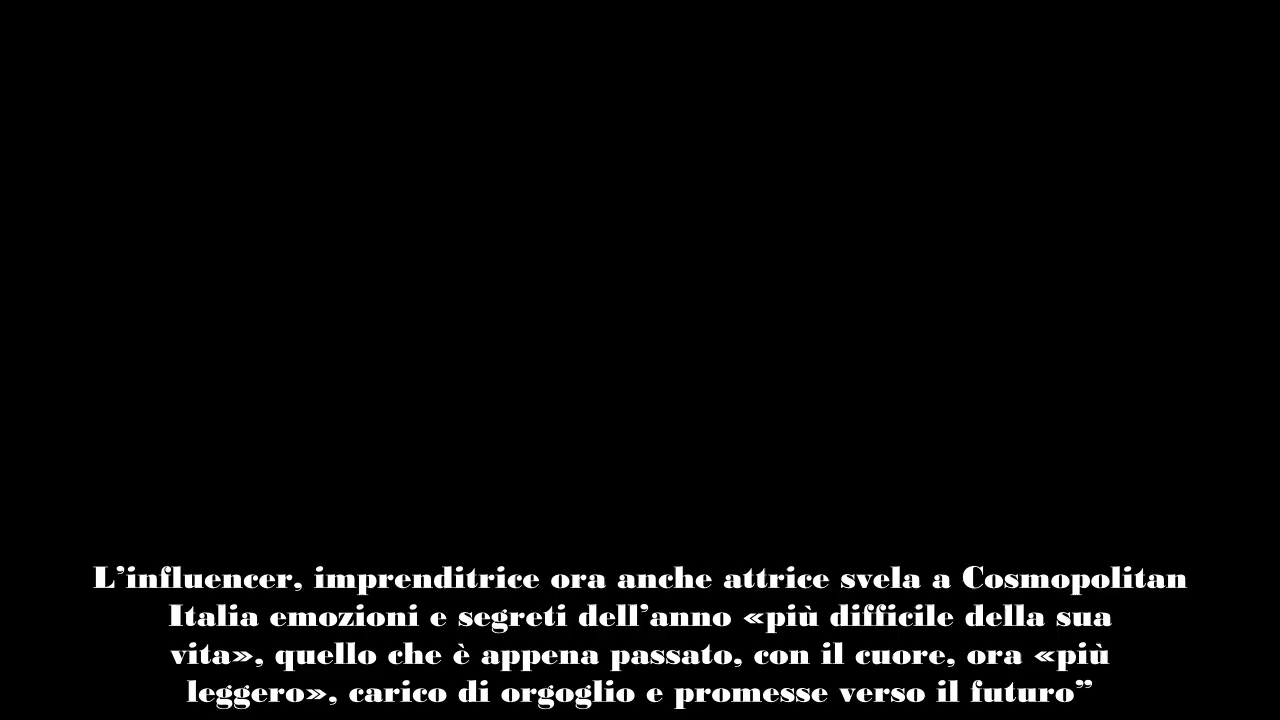 L’influencer, imprenditrice ora anche attrice svela a Cosmopolitan
Italia emozioni e segreti dell’anno «più difficile della sua
vita», quello che è appena passato, con il cuore, ora «più
leggero», carico di orgoglio e promesse verso il futuro”